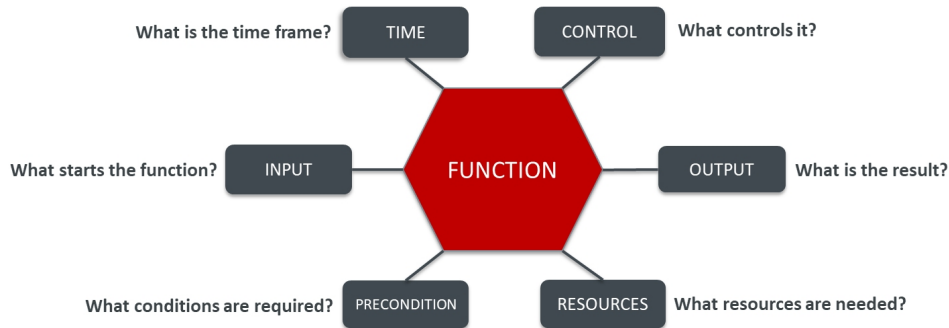 What is the time frame?
TIME
CONTROL
What controls it?
What starts the function?
INPUT
FUNCTION
OUTPUT
What is the result?
What conditions are required?
PRECONDITION
RESOURCES
What resources are needed?